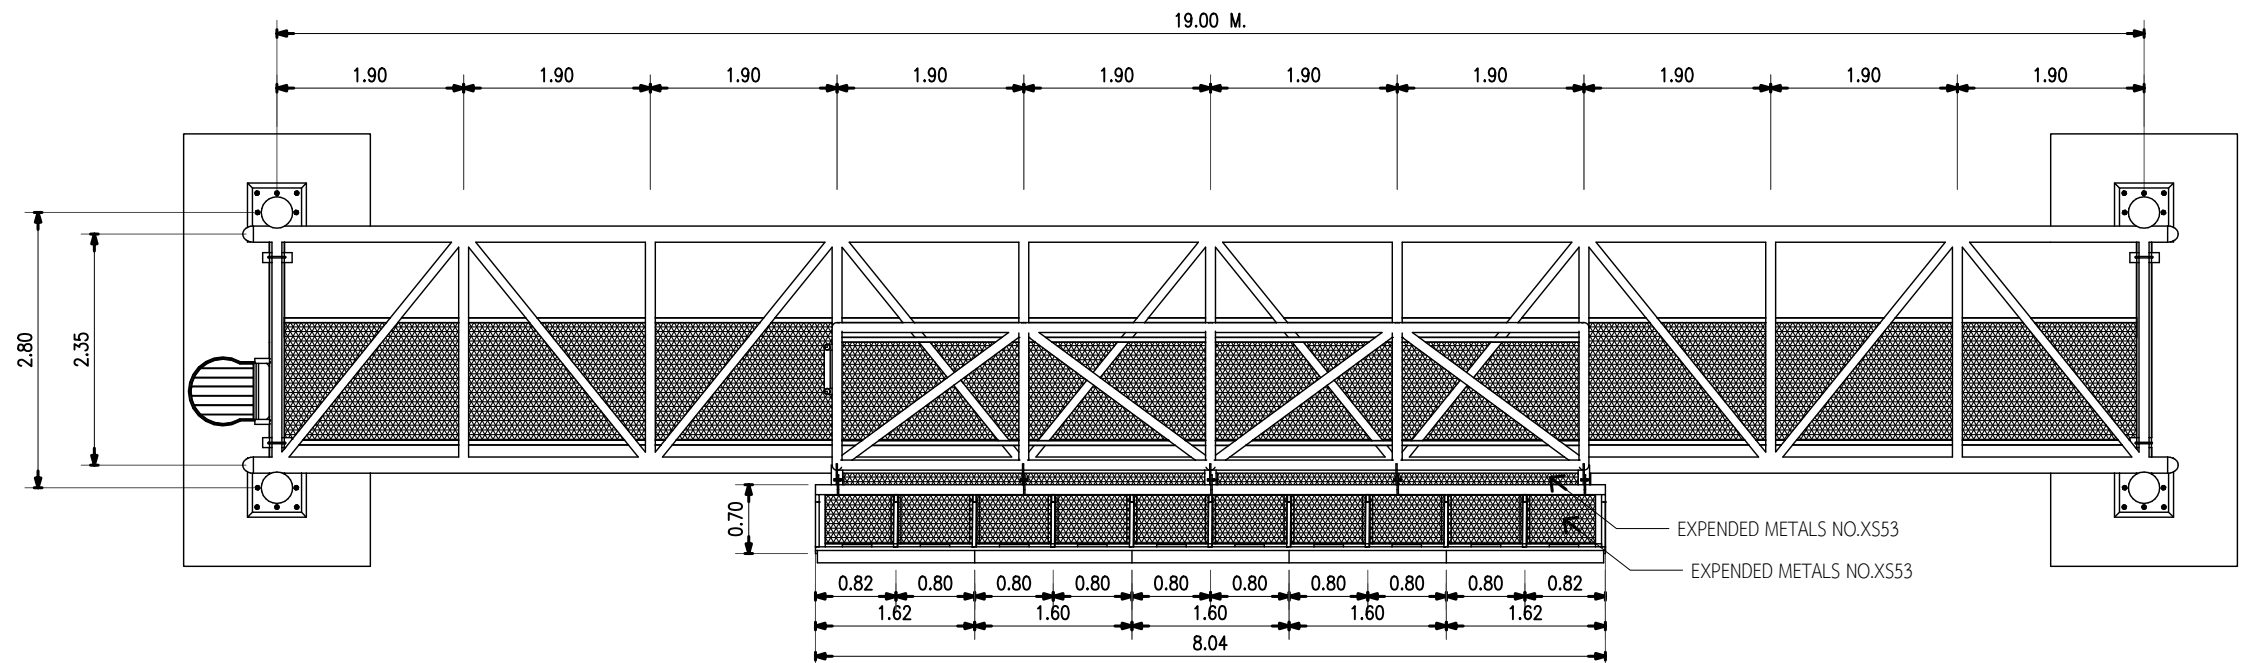 19.00 M.
1.90 1.90 1.90 1.90 1.90 1.90 1.90 1.90 1.90 1.90
2.80
2.35
0.70
EXPENDED METALS NO.XS53
EXPENDED METALS NO.XS53
0.82 0.80 0.80 0.80 0.80 0.80 0.80 0.80 0.80 0.82
1.62 1.60 1.60 1.60 1.62
8.04